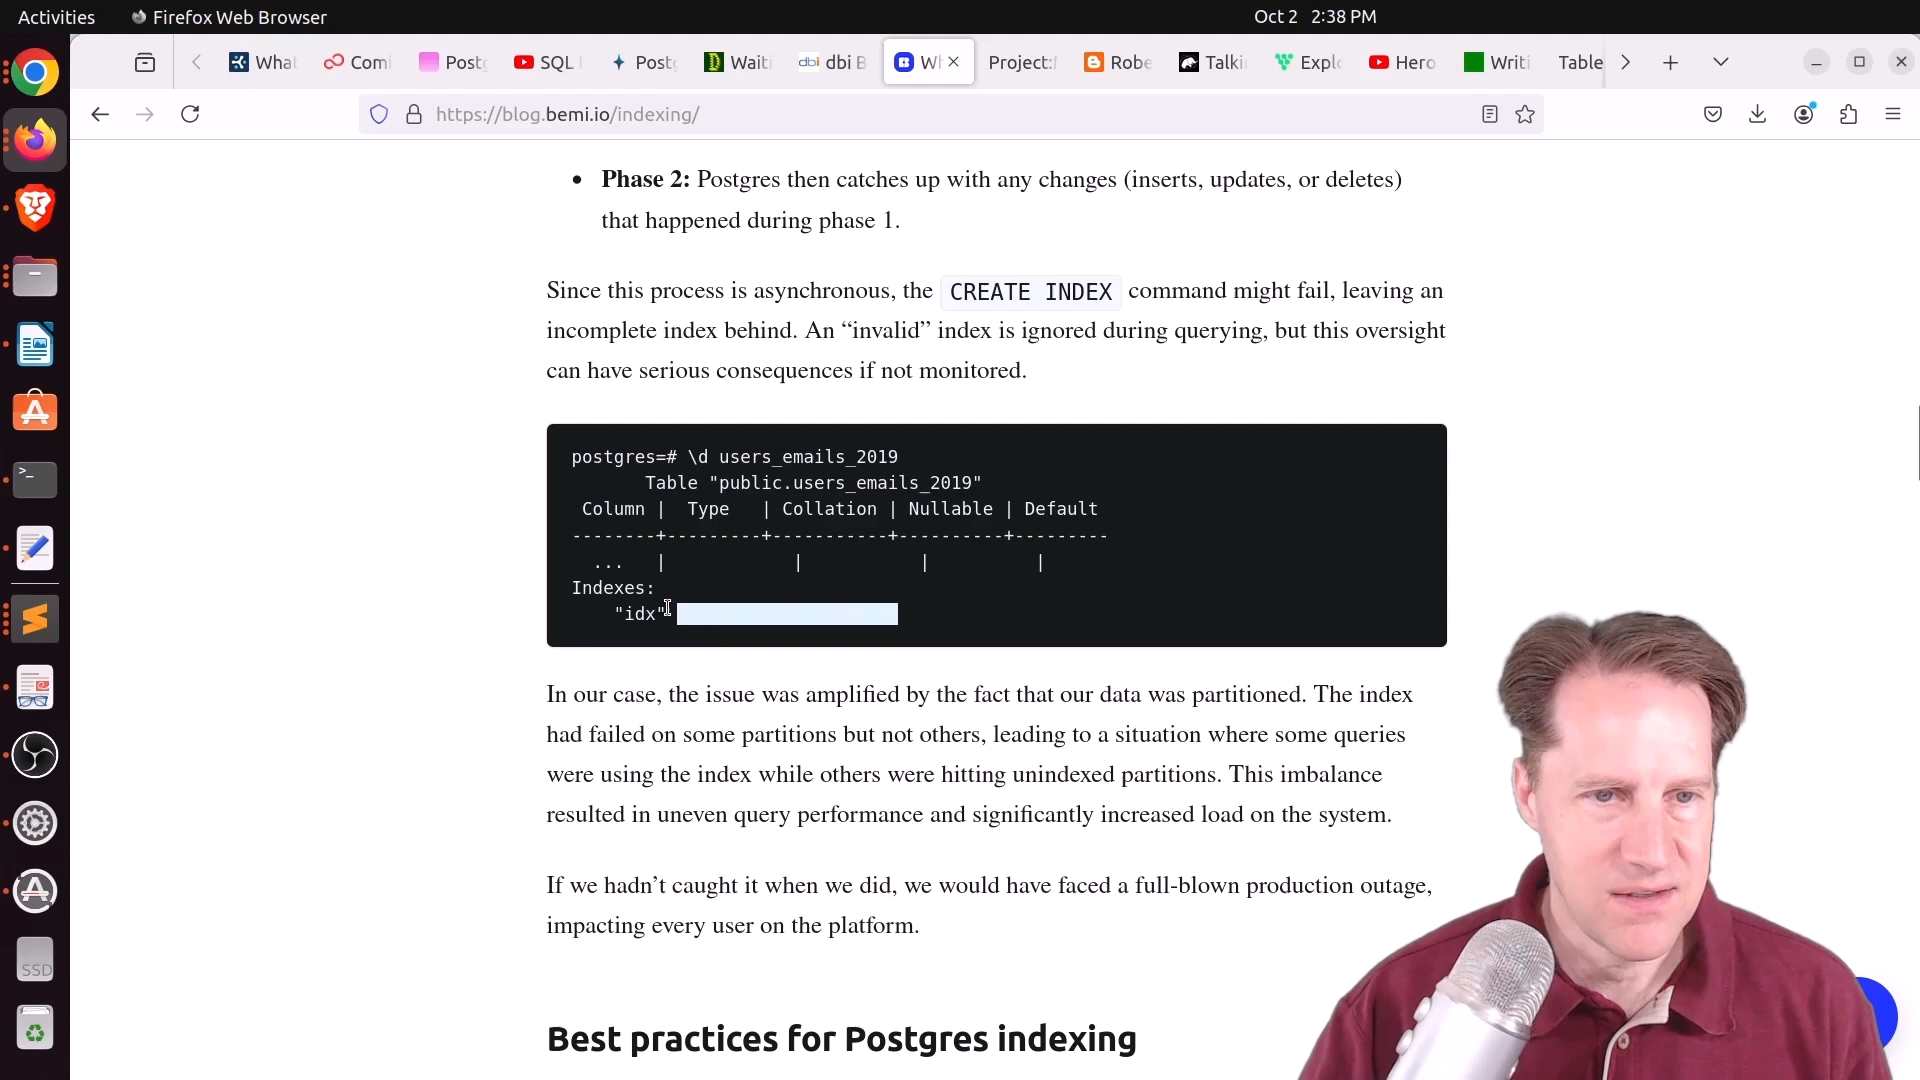 Activities
Firefox Web Browser
Oct 2 2:38 PM
What
Comi
Postg
SQL
Postg
Waiti
dbi
dbi B
Wh
Project:
Robe
Talki
Explo
Hero
Writi
Table
https://blog.bemi.io/indexing/
• Phase 2: Postgres then catches up with any changes (inserts, updates, or deletes)
that happened during phase 1.
Since this process is asynchronous, the CREATE INDEX command might fail, leaving an
incomplete index behind. An “invalid” index is ignored during querying, but this oversight
can have serious consequences if not monitored.
postgres=# \d users_emails_2019
Table "public.users_emails_2019"
Column | Type | Collation | Nullable | Default
--------+---------+-----------+----------+---------
... | | | |
Indexes:
"idx"
In our case, the issue was amplified by the fact that our data was partitioned. The index
had failed on some partitions but not others, leading to a situation where some queries
were using the index while others were hitting unindexed partitions. This imbalance
resulted in uneven query performance and significantly increased load on the system.
If we hadn’t caught it when we did, we would have faced a full-blown production outage,
impacting every user on the platform.
Best practices for Postgres indexing
SSD